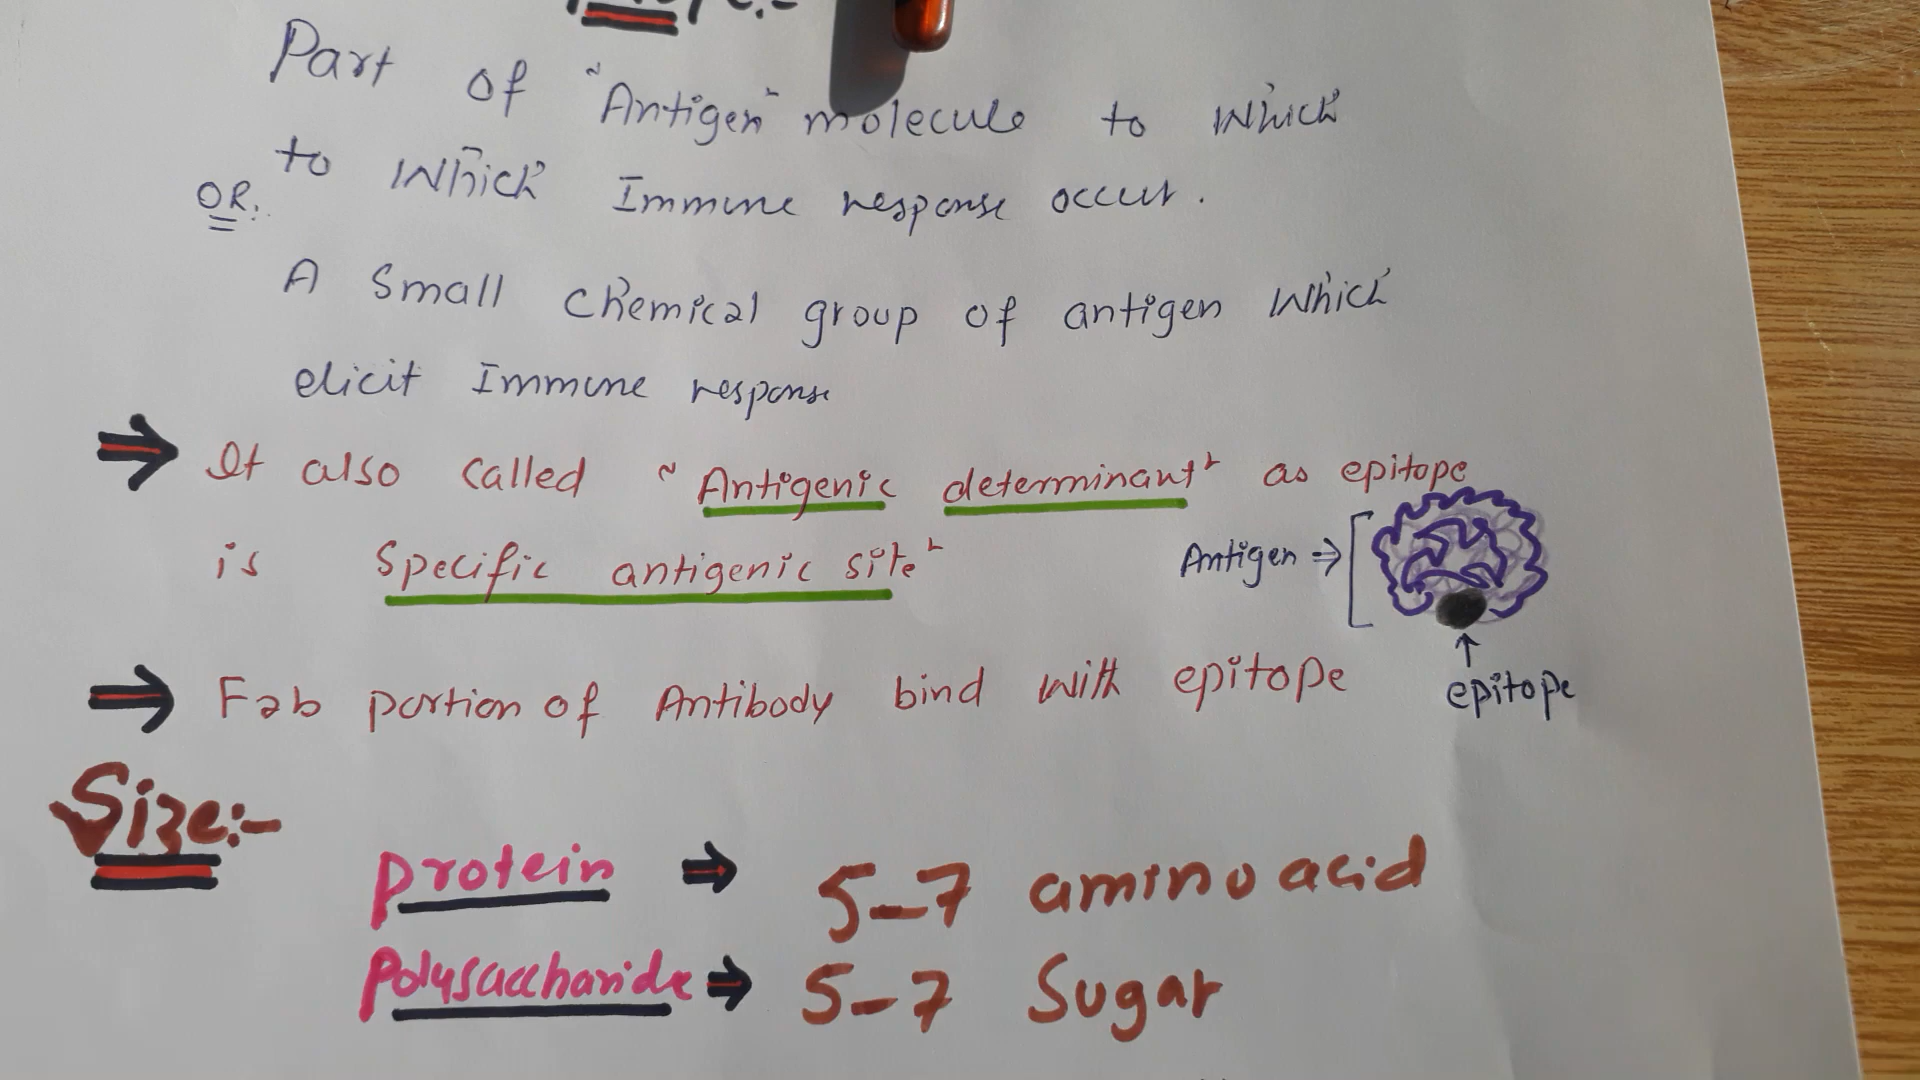 Part of "Antigen" molecule to which
to which Immune response occur.
OR:
A Small chemical group of antigen which
elicit Immune response
⇒ It also called "Antigenic determinant" as epitope
is Specific antigenic site"
Antigen ⇒
epitope
⇒ Fab portion of Antibody bind with epitope
Size:-
Protein ⇒ 5-7 amino acid
Polysaccharide ⇒ 5-7 Sugar